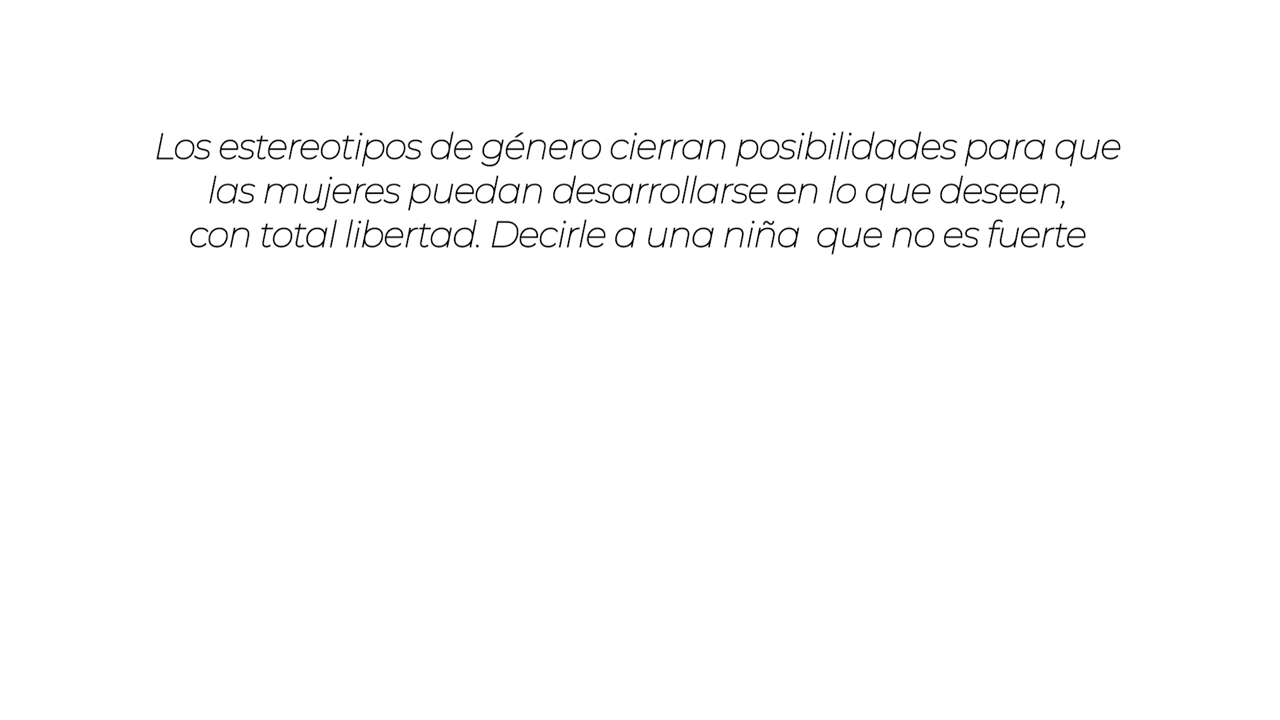 Los estereotipos de género cierran posibilidades para que
las mujeres puedan desarrollarse en lo que deseen,
con total libertad. Decirle a una niña  que no es fuerte